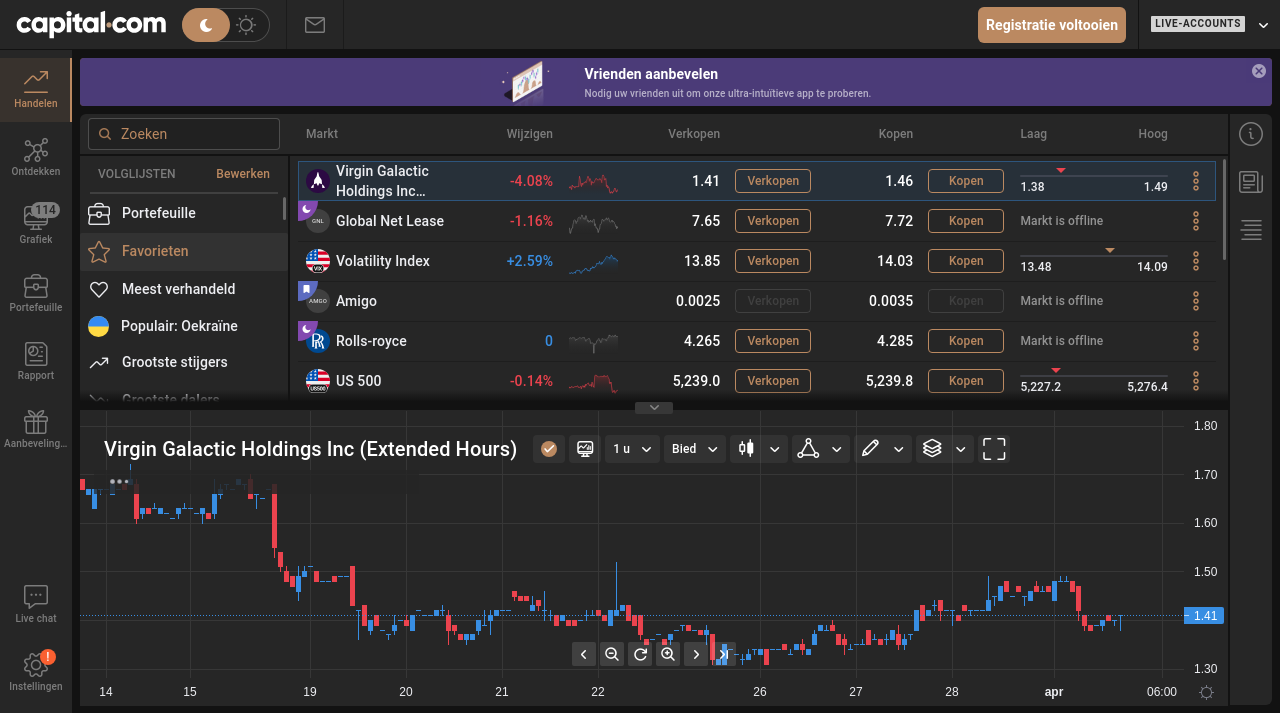 capital.com
Registratie voltooien
LIVE-ACCOUNTS
Handelen
Ontdekken
114
Grafiek
Portefeuille
Rapport
Aanbeveling...
Live chat
!
Instellingen
Vrienden aanbevelen
Nodig uw vrienden uit om onze ultra-intuïtieve app te proberen.
Zoeken
VOLGLIJSTEN Bewerken
Portefeuille
Favorieten
Meest verhandeld
Populair: Oekraïne
Grootste stijgers
Grootste dalers
Markt Wijzigen Verkopen Kopen Laag Hoog
Virgin Galactic
Holdings Inc... -4.08% 1.41 Verkopen 1.46 Kopen 1.38 1.49
GNL Global Net Lease -1.16% 7.65 Verkopen 7.72 Kopen Markt is offline
VIX Volatility Index +2.59% 13.85 Verkopen 14.03 Kopen 13.48 14.09
AMIGO Amigo 0.0025 Verkopen 0.0035 Kopen Markt is offline
Rolls-royce 0 4.265 Verkopen 4.285 Kopen Markt is offline
US500 US 500 -0.14% 5,239.0 Verkopen 5,239.8 Kopen 5,227.2 5,276.4
Virgin Galactic Holdings Inc (Extended Hours) 1 u Bied
1.80
1.70
1.60
1.50
1.41
1.30
14 15 19 20 21 22 26 27 28 apr 06:00